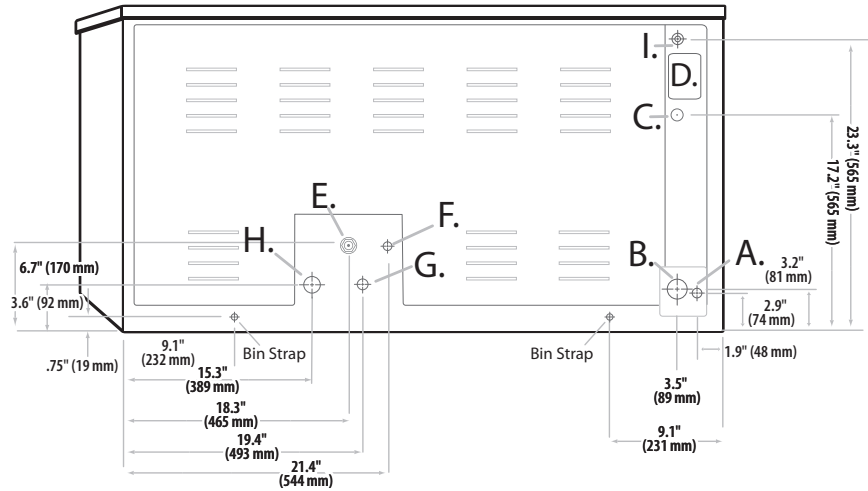 I.
D.
C.
23.3" (565 mm)
17.2" (565 mm)
E.
F.
H.
G.
B.
A.
6.7" (170 mm)
3.6" (92 mm)
.75" (19 mm)
3.2"
(81 mm)
2.9"
(74 mm)
1.9" (48 mm)
Bin Strap
Bin Strap
9.1"
(232 mm)
15.3"
(389 mm)
18.3"
(465 mm)
19.4"
(493 mm)
21.4"
(544 mm)
3.5"
(89 mm)
9.1"
(231 mm)